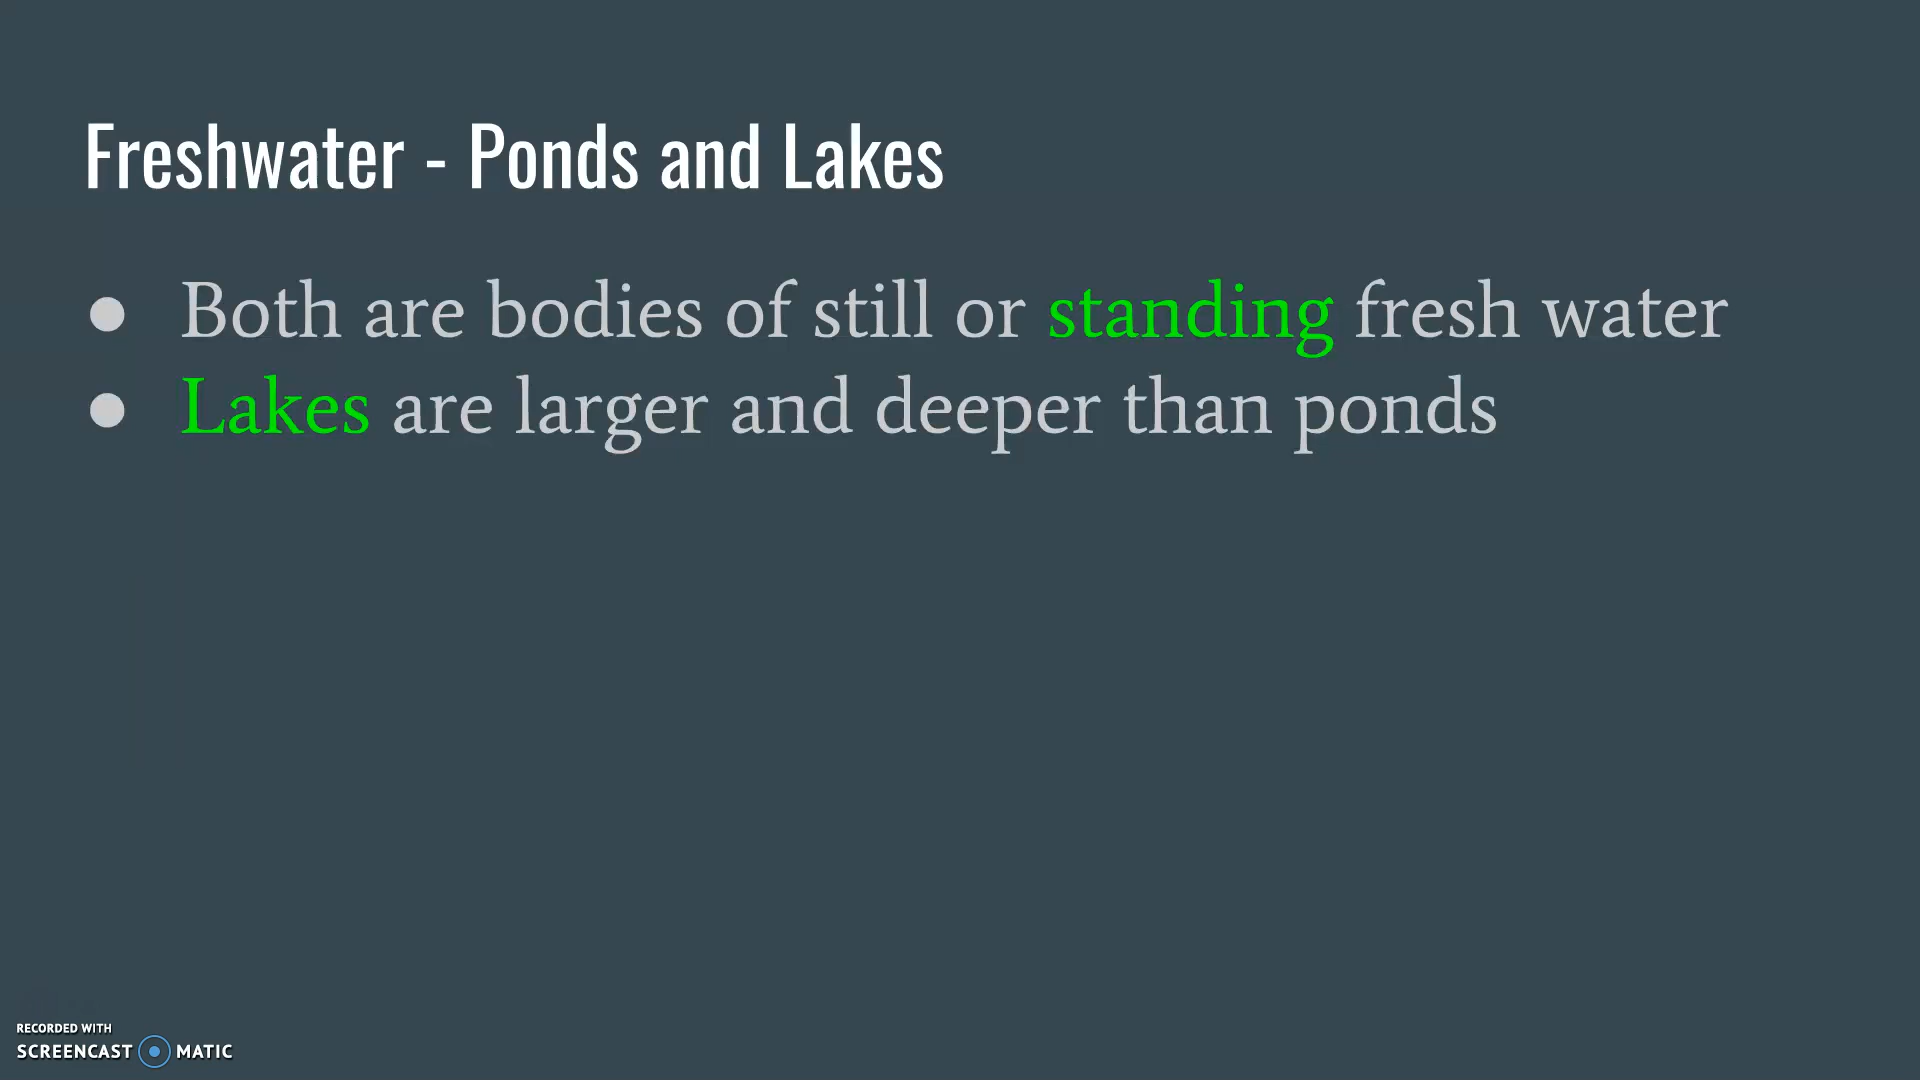 Freshwater - Ponds and Lakes
● Both are bodies of still or standing fresh water
● Lakes are larger and deeper than ponds
RECORDED WITH
SCREENCAST MATIC